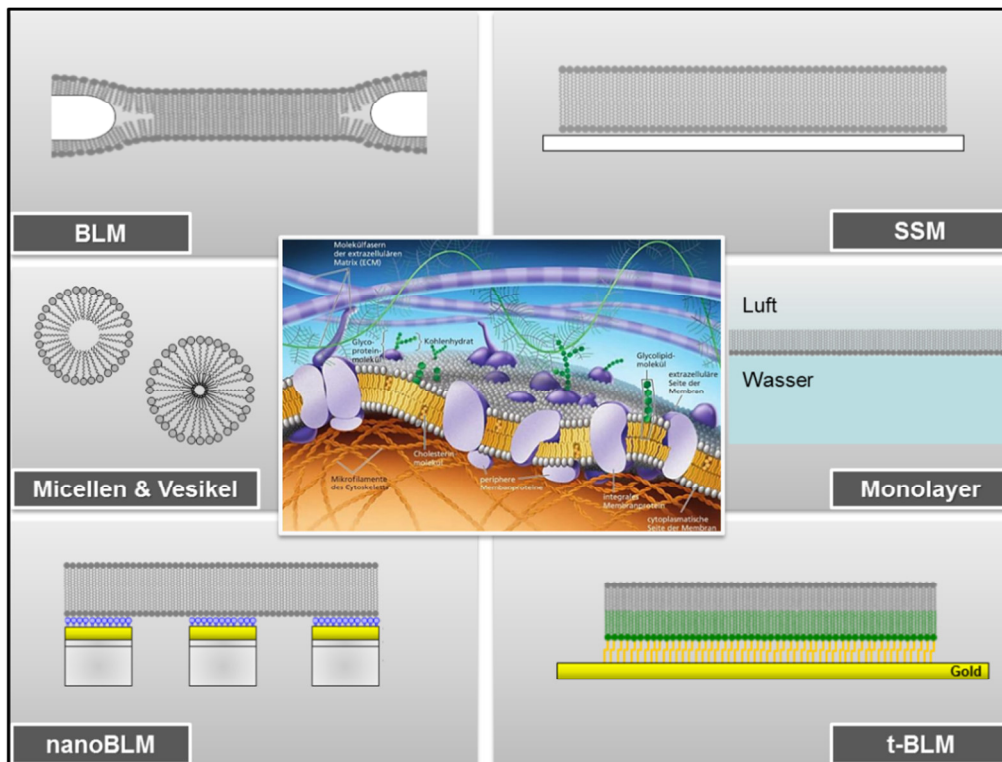 BLM
SSM
Molekülfasern
der extrazellulären
Matrix (ECM)
Glyco-
protein-
molekül
Kohlenhydrat
Glycolipid-
molekül
extrazelluläre
Seite der
Membran
Cholesterin
molekül
Mikrofilamente
des Cytoskeletts
periphere
Membranproteine
integrales
Membranprotein
cytoplasmatische
Seite der Membran
Luft
Wasser
Micellen & Vesikel
Monolayer
Gold
nanoBLM
t-BLM